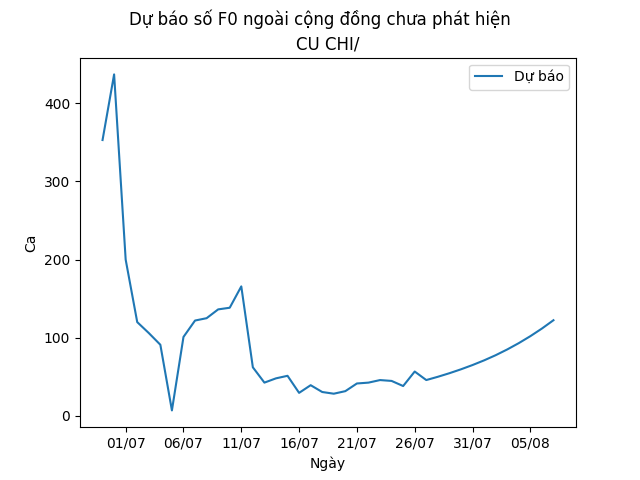 Dự báo số F0 ngoài cộng đồng chưa phát hiện
CU CHI/
Dự báo
400
300
200
100
0
Ca
01/07 06/07 11/07 16/07 21/07 26/07 31/07 05/08
Ngày